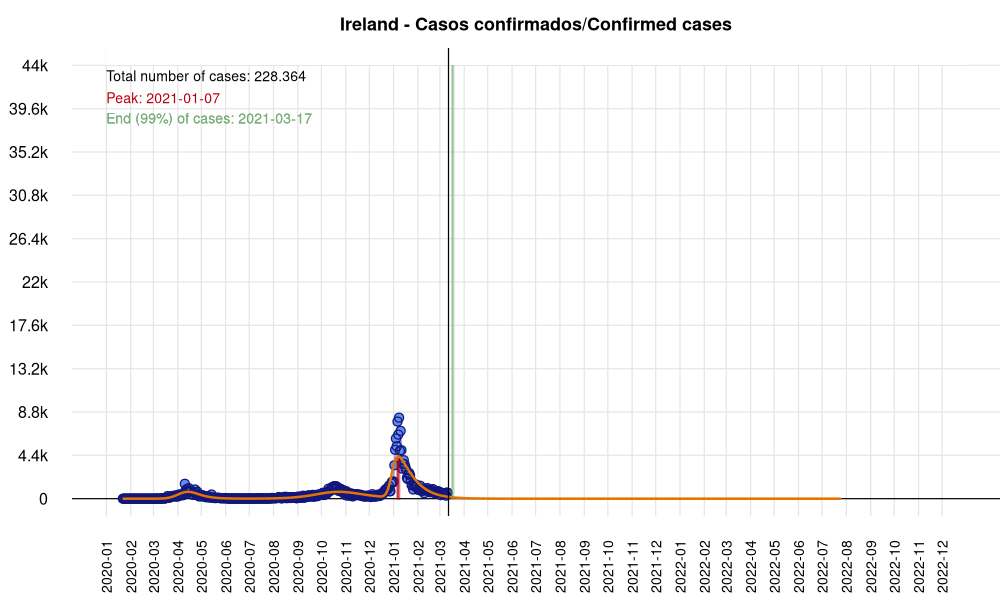 Ireland - Casos confirmados/Confirmed cases
44k
Total number of cases: 228.364
Peak: 2021-01-07
39.6k
End (99%) of cases: 2021-03-17
35.2k
30.8k
26.4k
22k
17.6k
13.2k
8.8k
4.4k
0
2020-01
2020-02
2020-03
2020-04
2020-05
2020-06
2020-07
2020-08
2020-09
2020-10
2020-11
2020-12
2021-01
2021-02
2021-03
2021-04
2021-05
2021-06
2021-07
2021-08
2021-09
2021-10
2021-11
2021-12
2022-01
2022-02
2022-03
2022-04
2022-05
2022-06
2022-07
2022-08
2022-09
2022-10
2022-11
2022-12